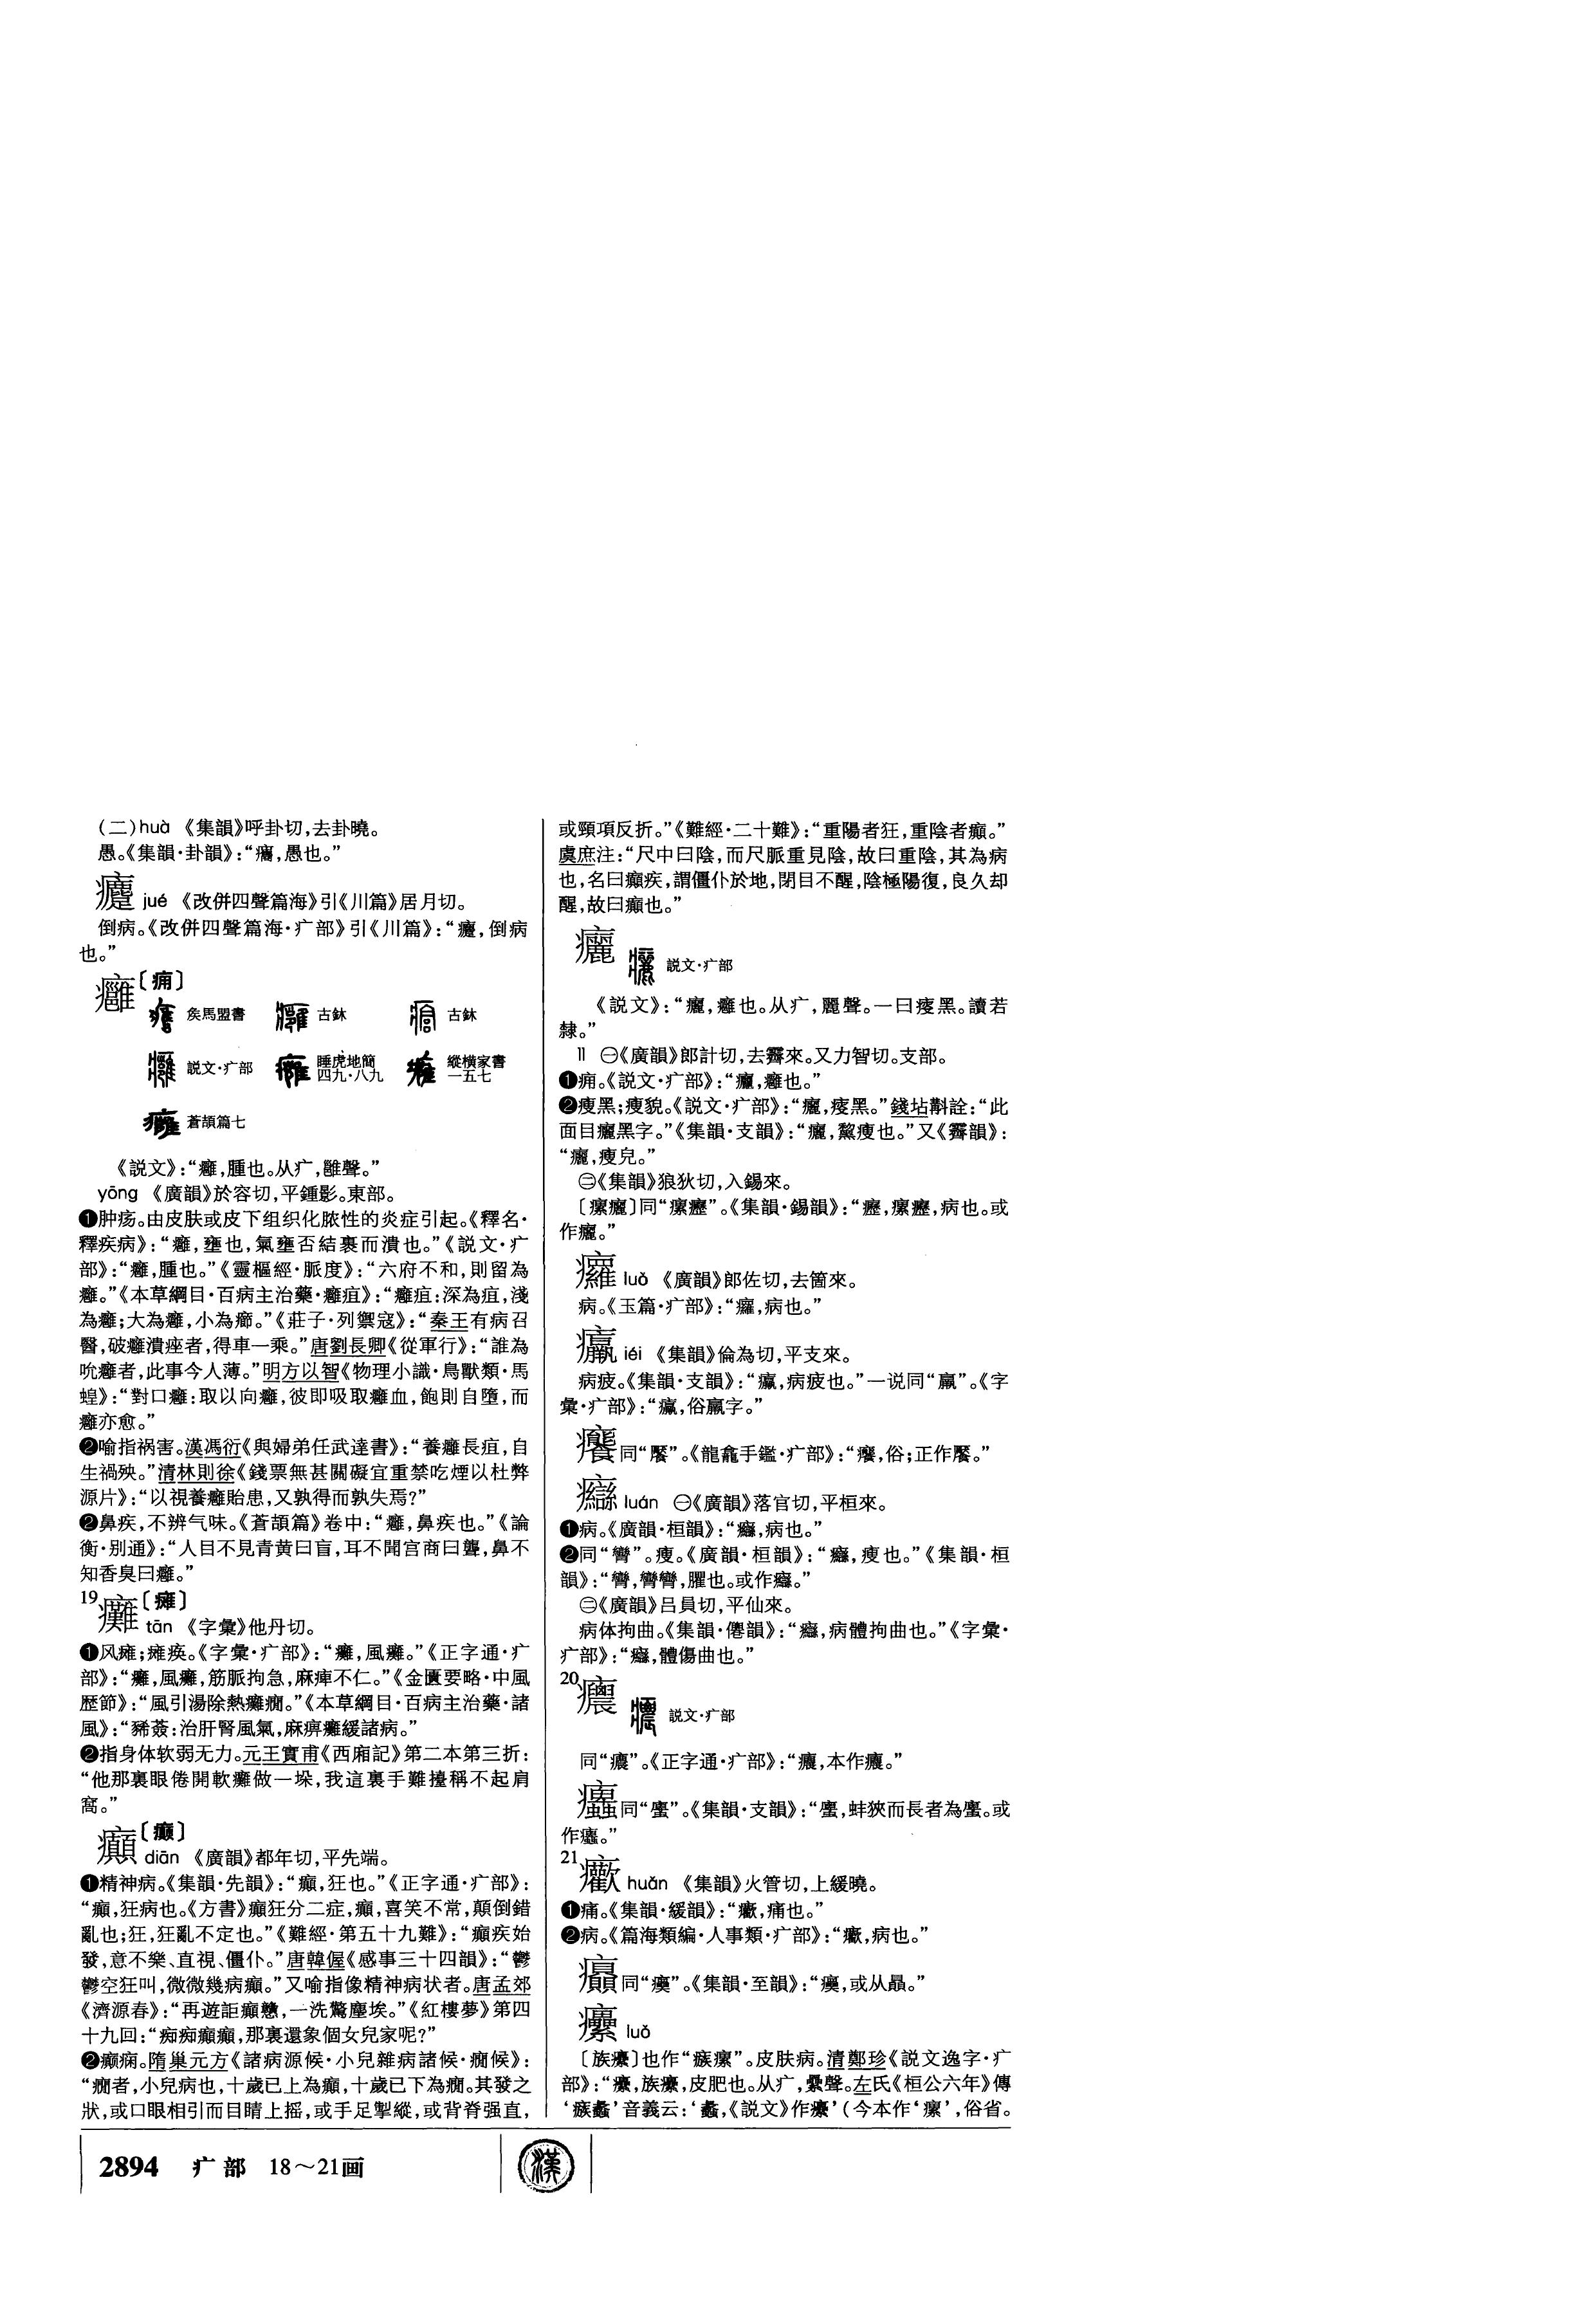 (二)huà 《集韻》呼卦切,去卦曉。
愚。《集韻·卦韻》:“,愚也。”
jué 《改併四聲篇海》引《川篇》居月切。
倒病。《改併四聲篇海·疒部》引《川篇》:“,倒病
也。”
癰〔痈〕
矦馬盟書 古鉨 古鉨
説文·疒部 睡虎地簡四九·八九 縱横家書一五七
蒼頡篇七
《説文》:“癰,腫也。从疒,雝聲。”
yōng 《廣韻》於容切,平鍾影。東部。
❶肿疡。由皮肤或皮下组织化脓性的炎症引起。《釋名·
釋疾病》:“癰,壅也,氣壅否結裹而潰也。”《説文·疒
部》:“癰,腫也。”《靈樞經·脈度》:“六府不和,則留為
癰。”《本草綱目·百病主治藥·癰疽》:“癰疽:深為疽,淺
為癰;大為癰,小為癤。”《莊子·列禦寇》:“秦王有病召
醫,破癰潰痤者,得車一乘。”唐劉長卿《從軍行》:“誰為
吮癰者,此事今人薄。”明方以智《物理小識·鳥獸類·馬
蝗》:“對口癰:取以向癰,彼即吸取癰血,飽則自墮,而
癰亦愈。”
❷喻指祸害。漢馮衍《與婦弟任武達書》:“養癰長疽,自
生禍殃。”清林則徐《錢票無甚關礙宜重禁吃煙以杜弊
源片》:“以視養癰貽患,又孰得而孰失焉?”
❷鼻疾,不辨气味。《蒼頡篇》卷中:“癰,鼻疾也。”《論
衡·别通》:“人目不見青黄曰盲,耳不聞宫商曰聾,鼻不
知香臭曰癰。”
19癱〔瘫〕
tān 《字彙》他丹切。
❶风瘫;瘫痪。《字彙·疒部》:“癱,風癱。”《正字通·疒
部》:“癱,風癱,筋脈拘急,麻痺不仁。”《金匱要略·中風
歷節》:“風引湯除熱癱癇。”《本草綱目·百病主治藥·諸
風》:“豨薟:治肝腎風氣,麻痹癱緩諸病。”
❷指身体软弱无力。元王實甫《西廂記》第二本第三折:
“他那裏眼倦開軟癱做一垜,我這裏手難擡稱不起肩
窩。”
癲〔癫〕
diān 《廣韻》都年切,平先端。
❶精神病。《集韻·先韻》:“癲,狂也。”《正字通·疒部》:
“癲,狂病也。《方書》癲狂分二症,癲,喜笑不常,顛倒錯
亂也;狂,狂亂不定也。”《難經·第五十九難》:“癲疾始
發,意不樂、直視、僵仆。”唐韓偓《感事三十四韻》:“鬱
鬱空狂叫,微微幾病癲。”又喻指像精神病状者。唐孟郊
《濟源春》:“再遊詎癲戇,一洗驚塵埃。”《紅樓夢》第四
十九回:“痴痴癲癲,那裏還象個女兒家呢?”
❷癫痫。隋巢元方《諸病源候·小兒雜病諸候·癇候》:
“癇者,小兒病也,十歲已上為癲,十歲已下為癇。其發之
狀,或口眼相引而目睛上摇,或手足掣縱,或背脊强直,
或頸項反折。”《難經·二十難》:“重陽者狂,重陰者癲。”
虞庶注:“尺中曰陰,而尺脈重見陰,故曰重陰,其為病
也,名曰癲疾,謂僵仆於地,閉目不醒,陰極陽復,良久却
醒,故曰癲也。”
癘 説文·疒部
《説文》:“,癰也。从疒,麗聲。一曰瘦黑。讀若
隸。”
lì ㊀《廣韻》郎計切,去霽來。又力智切。支部。
❶痈。《説文·疒部》:“,癰也。”
❷瘦黑;瘦貌。《説文·疒部》:“,瘦黑。”錢坫斠詮:“此
面目黑字。”《集韻·支韻》:“,黧瘦也。”又《霽韻》:
“,瘦皃。”
㊁《集韻》狼狄切,入錫來。
〔瘰〕同“瘰癧”。《集韻·錫韻》:“癧,瘰癧,病也。或
作。”
癳 luǒ 《廣韻》郎佐切,去箇來。
病。《玉篇·疒部》:“,病也。”
léi 《集韻》倫為切,平支來。
病疲。《集韻·支韻》:“,病疲也。”一说同“羸”。《字
彙·疒部》:“,俗羸字。”
同“”。《龍龕手鑑·疒部》:“,俗;正作。”
癴 luán ㊀《廣韻》落官切,平桓來。
❶病。《廣韻·桓韻》:“,病也。”
❷同“臠”。瘦。《廣韻·桓韻》:“,瘦也。”《集韻·桓
韻》:“臠,臠臠,臞也。或作。”
㊁《廣韻》吕員切,平仙來。
病体拘曲。《集韻·僊韻》:“,病體拘曲也。”《字彙·
疒部》:“,體傷曲也。”
20 説文·疒部
同“癑”。《正字通·疒部》:“癑,本作。”
同“”。《集韻·支韻》:“,蚌狹而長者為。或
作。”
21 huǎn 《集韻》火管切,上緩曉。
❶痛。《集韻·緩韻》:“,痛也。”
❷病。《篇海類編·人事類·疒部》:“,病也。”
同“”。《集韻·至韻》:“,或从贔。”
癳 luǒ
〔族癳〕也作“瘯瘰”。皮肤病。清鄭珍《説文逸字·疒
部》:“癳,族癳,皮肥也。从疒,纍聲。左氏《桓公六年》傳
‘瘯蠡’音義云:‘蠡,《説文》作癳’(今本作‘瘰’,俗省。
2894 疒部 18～21画
漢